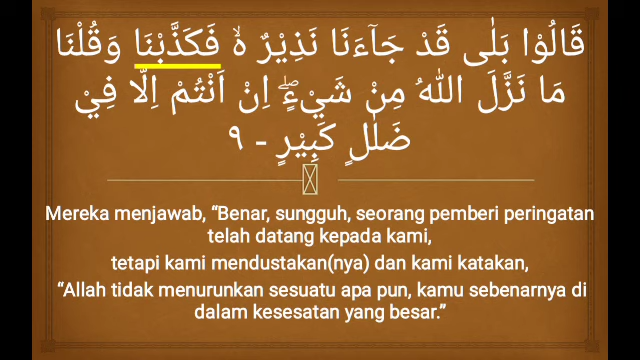 قَالُوْا بَلٰى قَدْ جَاۤءَنَا نَذِيْرٌ ەۙ فَكَذَّبْنَا وَقُلْنَا
مَا نَزَّلَ اللّٰهُ مِنْ شَيْءٍۖ اِنْ اَنْتُمْ اِلَّا فِيْ
ضَلٰلٍ كَبِيْرٍ - ٩
Mereka menjawab, “Benar, sungguh, seorang pemberi peringatan
telah datang kepada kami,
tetapi kami mendustakan(nya) dan kami katakan,
“Allah tidak menurunkan sesuatu apa pun, kamu sebenarnya di
dalam kesesatan yang besar.”